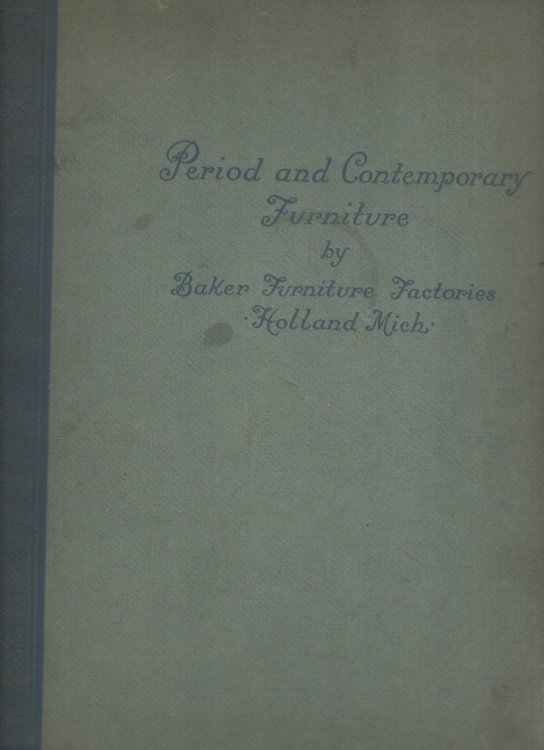 Period and Contemporary
Furniture
by
Baker Furniture Factories
·Holland Mich·